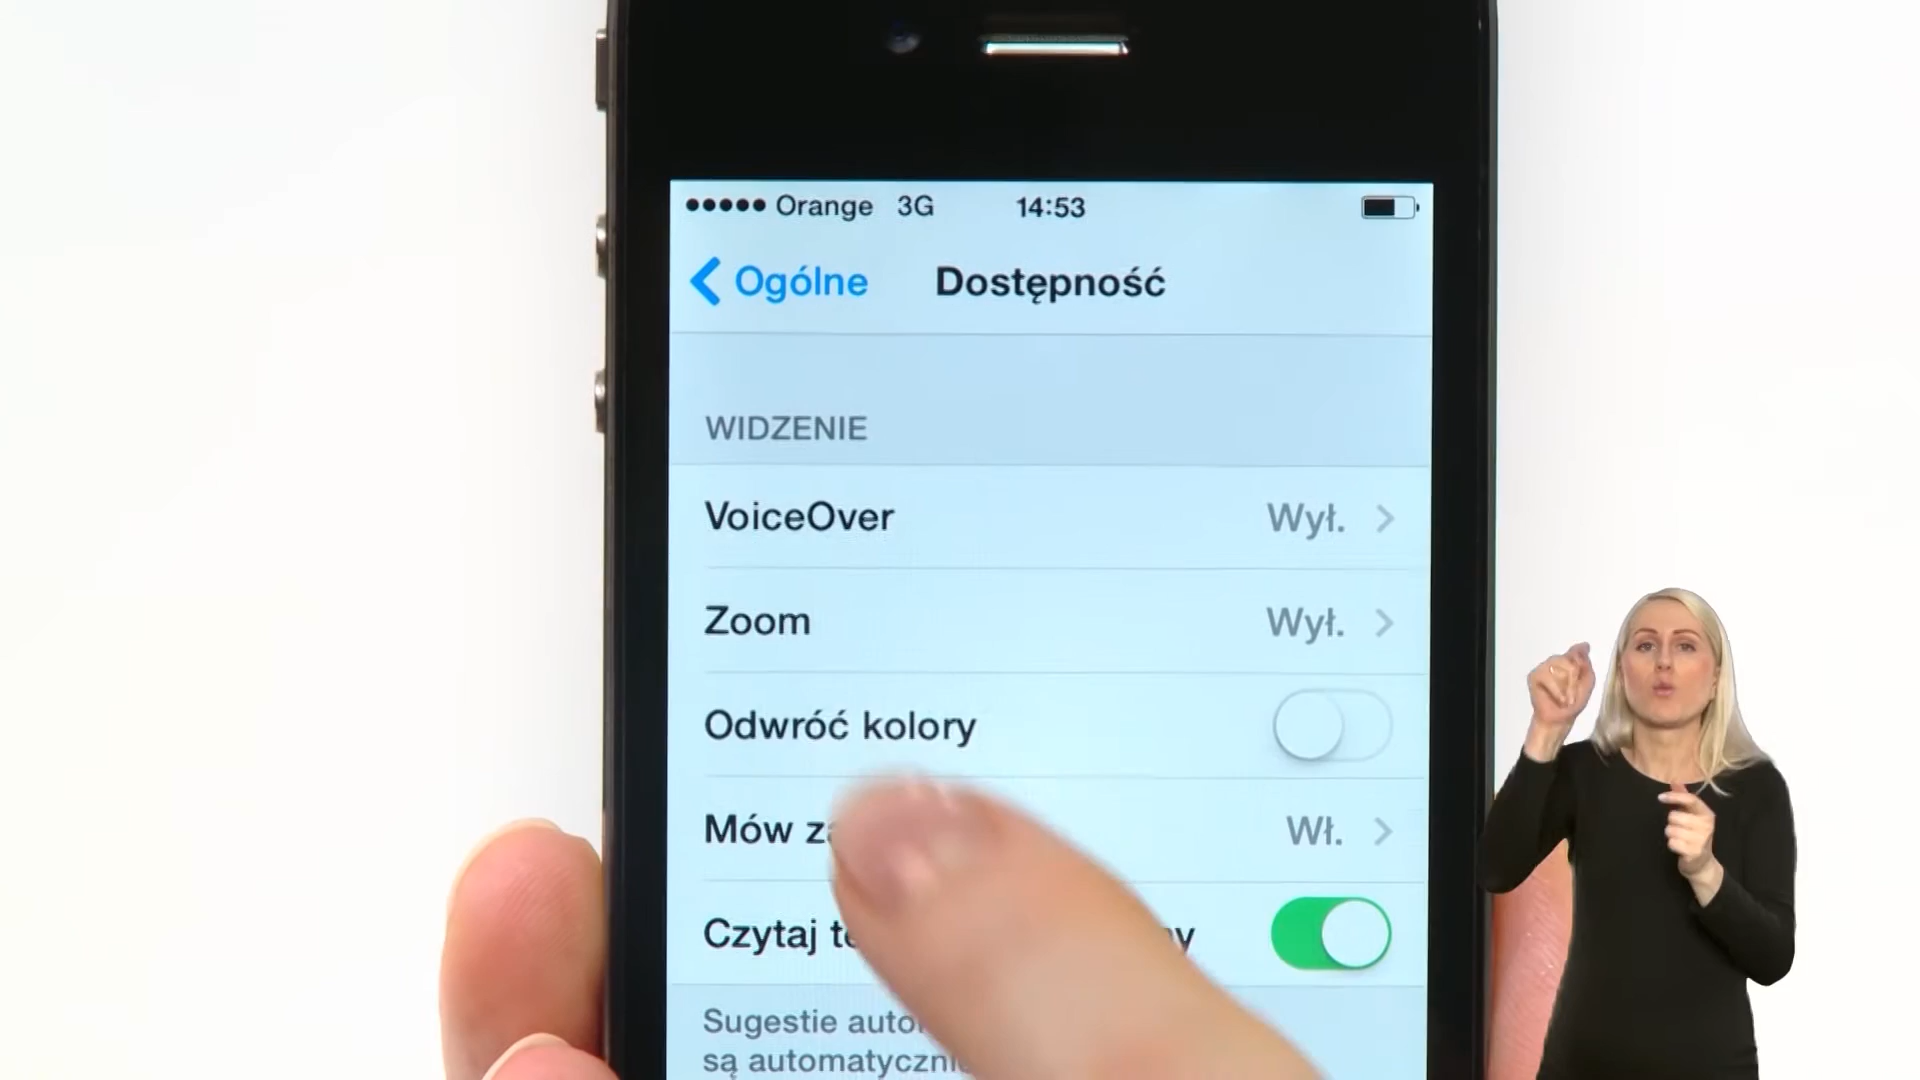 Orange 3G 14:53
Ogólne Dostępność
WIDZENIE
VoiceOver Wył.
Zoom Wył.
Odwróć kolory
Mów Wł.
Czytaj
Sugestie
są